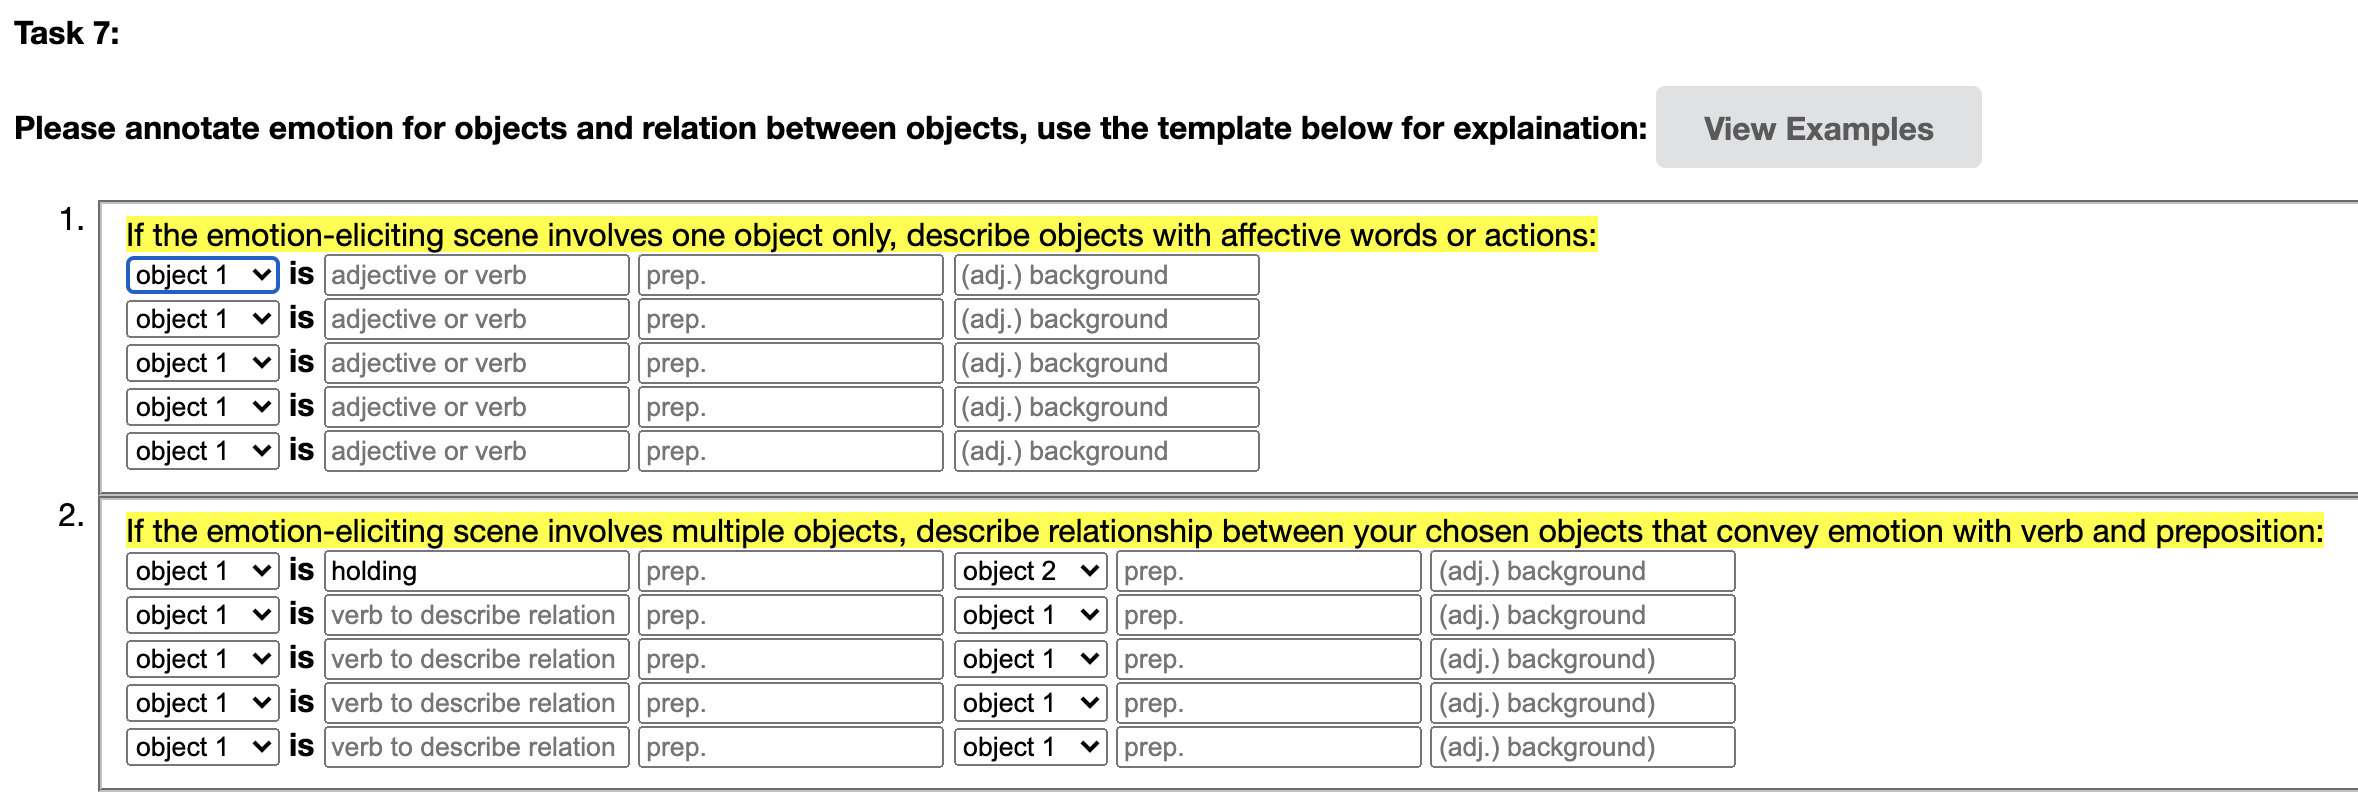 Task 7:
Please annotate emotion for objects and relation between objects, use the template below for explaination: View Examples
1. If the emotion-eliciting scene involves one object only, describe objects with affective words or actions:
object 1 is adjective or verb prep. (adj.) background
object 1 is adjective or verb prep. (adj.) background
object 1 is adjective or verb prep. (adj.) background
object 1 is adjective or verb prep. (adj.) background
object 1 is adjective or verb prep. (adj.) background
2. If the emotion-eliciting scene involves multiple objects, describe relationship between your chosen objects that convey emotion with verb and preposition:
object 1 is holding prep. object 2 prep. (adj.) background
object 1 is verb to describe relation prep. object 1 prep. (adj.) background
object 1 is verb to describe relation prep. object 1 prep. (adj.) background)
object 1 is verb to describe relation prep. object 1 prep. (adj.) background)
object 1 is verb to describe relation prep. object 1 prep. (adj.) background)